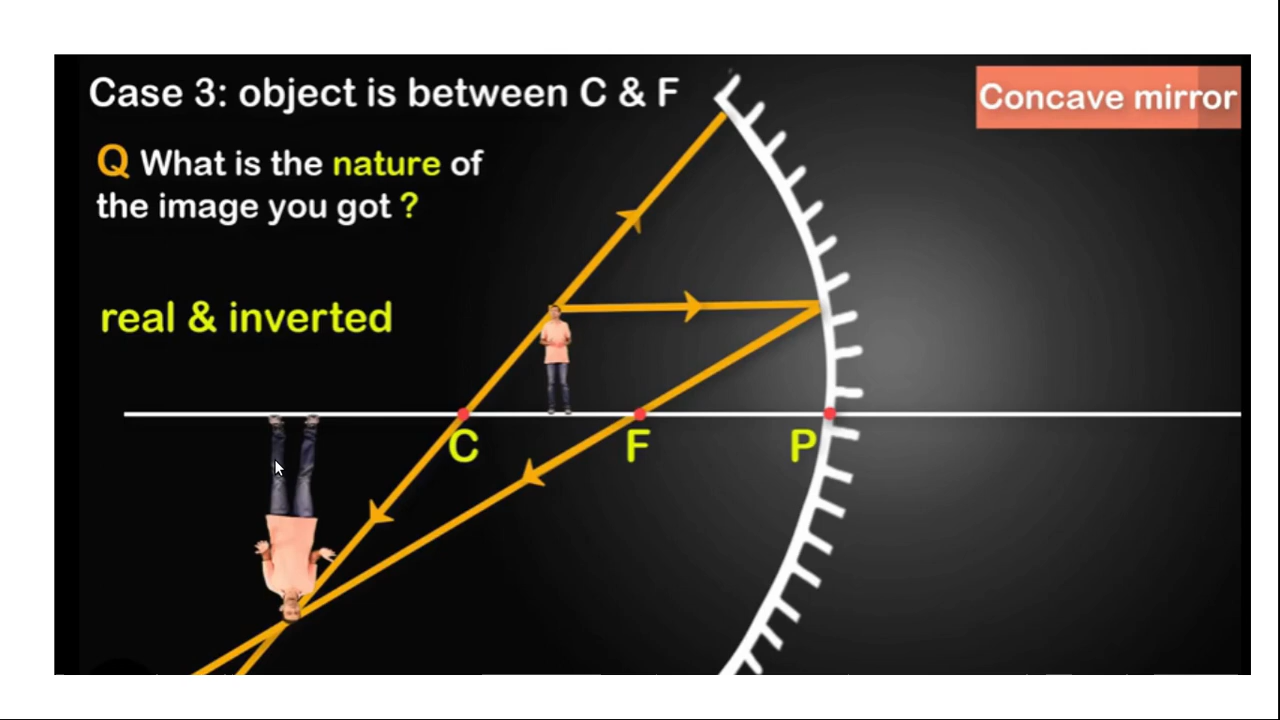 Case 3: object is between C & F
Concave mirror
Q What is the nature of
the image you got ?
real & inverted
C
F
P